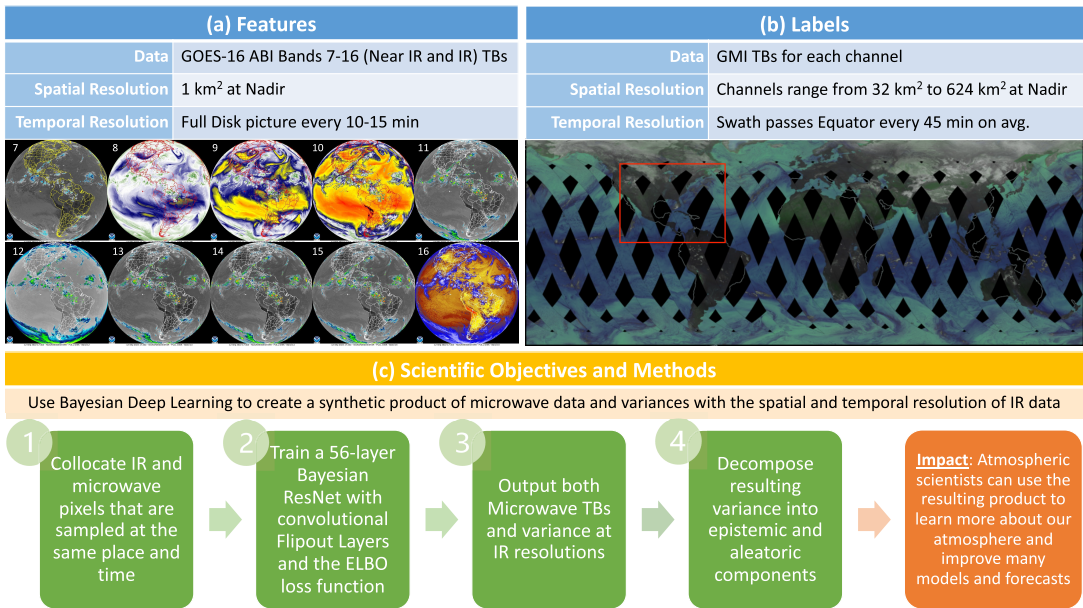 (a) Features
Data GOES-16 ABI Bands 7-16 (Near IR and IR) TBs
Spatial Resolution 1 km² at Nadir
Temporal Resolution Full Disk picture every 10-15 min
7 8 9 10 11
12 13 14 15 16
(b) Labels
Data GMI TBs for each channel
Spatial Resolution Channels range from 32 km² to 624 km² at Nadir
Temporal Resolution Swath passes Equator every 45 min on avg.
(c) Scientific Objectives and Methods
Use Bayesian Deep Learning to create a synthetic product of microwave data and variances with the spatial and temporal resolution of IR data
1
Collocate IR and
microwave
pixels that are
sampled at the
same place and
time
2
Train a 56-layer
Bayesian
ResNet with
convolutional
Flipout Layers
and the ELBO
loss function
3
Output both
Microwave TBs
and variance at
IR resolutions
4
Decompose
resulting
variance into
epistemic and
aleatoric
components
Impact: Atmospheric
scientists can use the
resulting product to
learn more about our
atmosphere and
improve many
models and forecasts